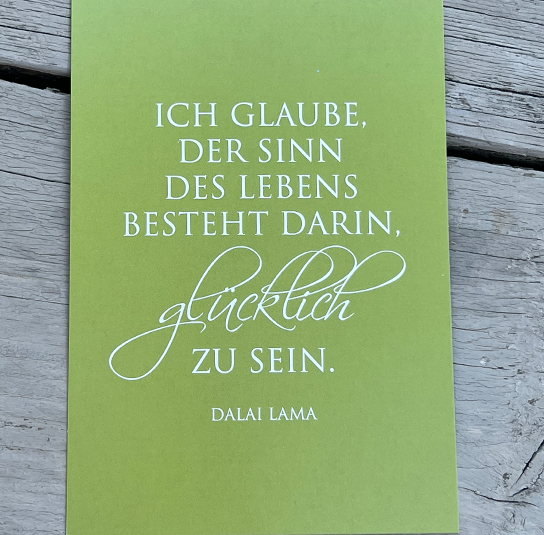 ICH GLAUBE,
DER SINN
DES LEBENS
BESTEHT DARIN,
glücklich
ZU SEIN.
DALAI LAMA